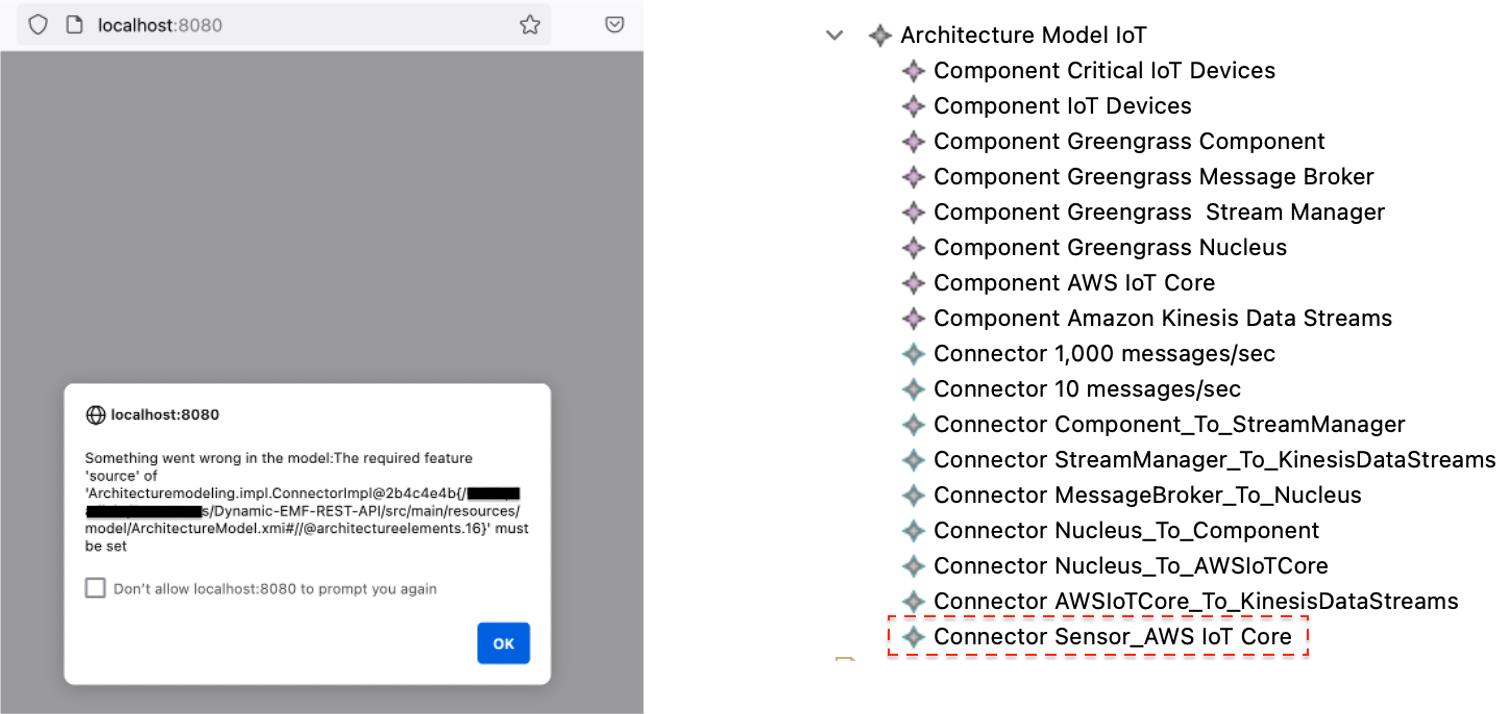 localhost:8080
localhost:8080
Something went wrong in the model:The required feature
'source' of
'Architecturemodeling.impl.ConnectorImpl@2b4c4e4b{/
s/Dynamic-EMF-REST-API/src/main/resources/
model/ArchitectureModel.xmi#//@architectureelements.16}' must
be set
Don't allow localhost:8080 to prompt you again
OK
Architecture Model IoT
Component Critical IoT Devices
Component IoT Devices
Component Greengrass Component
Component Greengrass Message Broker
Component Greengrass  Stream Manager
Component Greengrass Nucleus
Component AWS IoT Core
Component Amazon Kinesis Data Streams
Connector 1,000 messages/sec
Connector 10 messages/sec
Connector Component_To_StreamManager
Connector StreamManager_To_KinesisDataStreams
Connector MessageBroker_To_Nucleus
Connector Nucleus_To_Component
Connector Nucleus_To_AWSIoTCore
Connector AWSIoTCore_To_KinesisDataStreams
Connector Sensor_AWS IoT Core